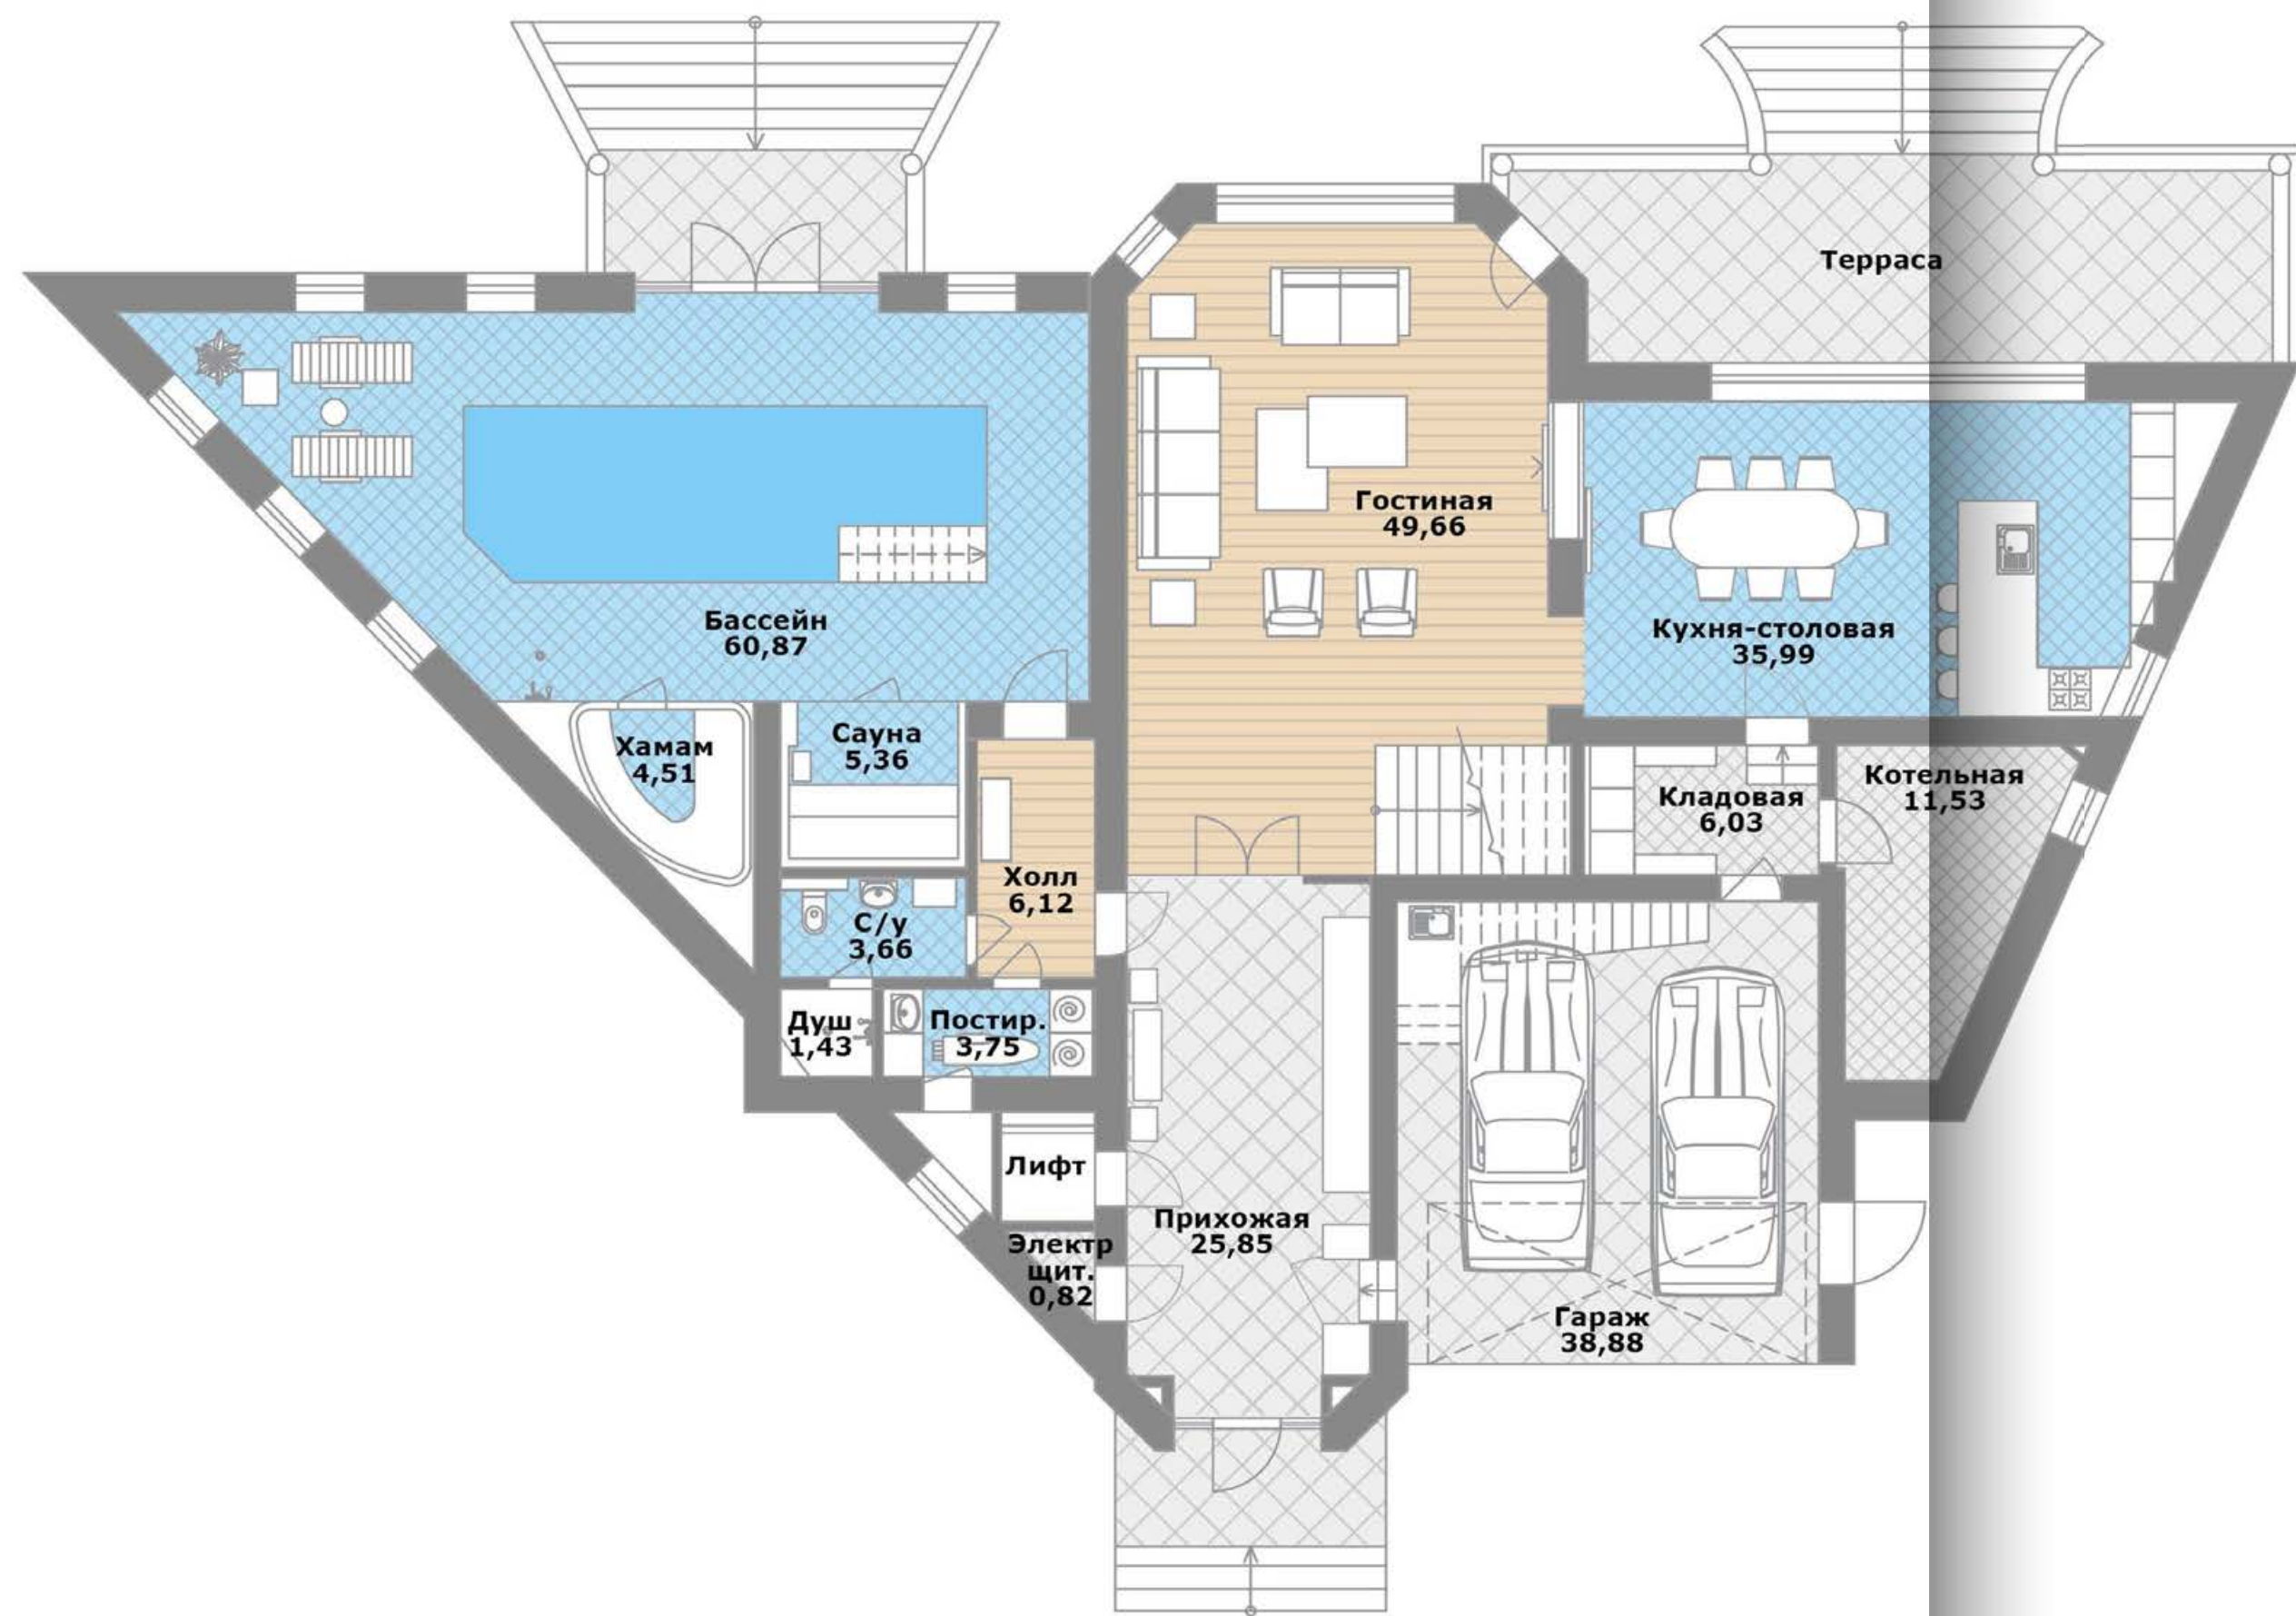 Терраса
Гостиная
49,66
Бассейн
60,87
Кухня-столовая
35,99
Хамам
4,51
Сауна
5,36
Холл
6,12
Кладовая
6,03
Котельная
11,53
С/у
3,66
Душ
1,43
Постир.
3,75
Лифт
Прихожая
25,85
Электр
щит.
0,82
Гараж
38,88